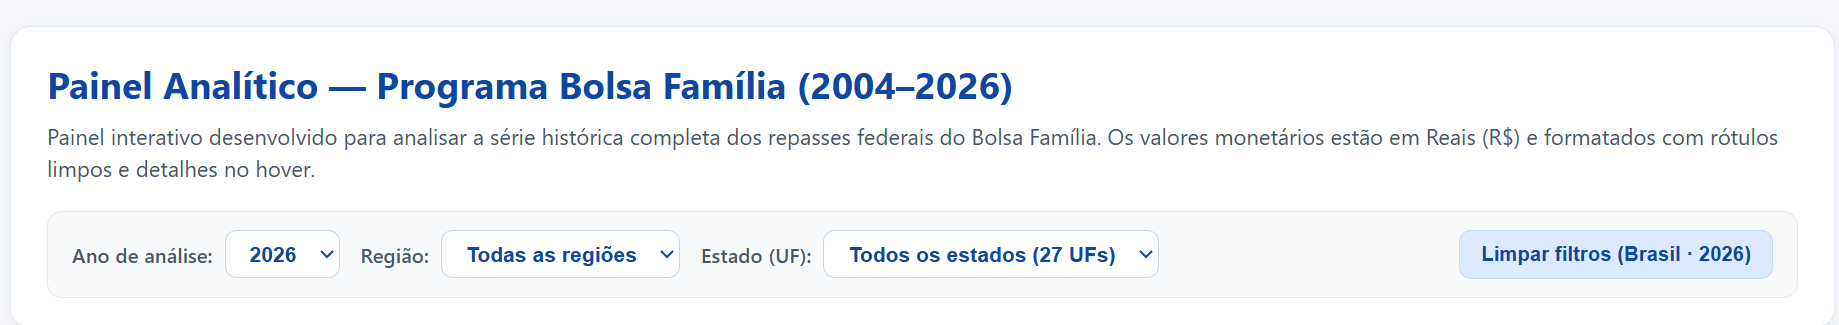 Painel Analítico — Programa Bolsa Família (2004–2026)
Painel interativo desenvolvido para analisar a série histórica completa dos repasses federais do Bolsa Família. Os valores monetários estão em Reais (R$) e formatados com rótulos
limpos e detalhes no hover.
Ano de análise: 2026 Região: Todas as regiões Estado (UF): Todos os estados (27 UFs) Limpar filtros (Brasil · 2026)